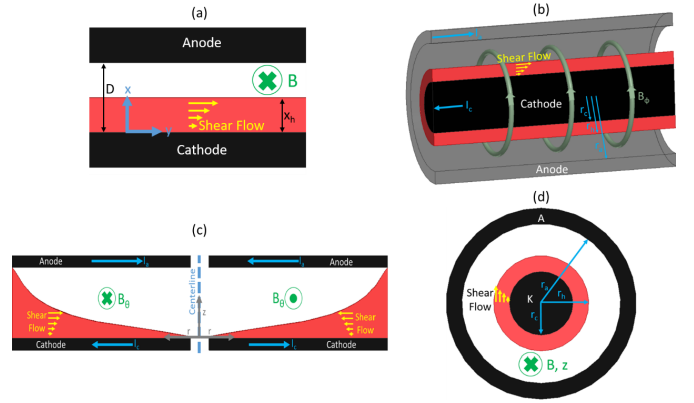 (a)
Anode
D
B
x
x_h
y
Shear Flow
Cathode
(b)
Shear Flow
I_c
Cathode
B_ϕ
r_c
Anode
(c)
Anode
I_a
I_a
Anode
Centerline
B_θ
z
B_θ
Shear
Flow
Shear
Flow
r
r
Cathode
I_c
I_c
Cathode
(d)
A
r_a
Shear
Flow
K
r_h
r_c
B, z